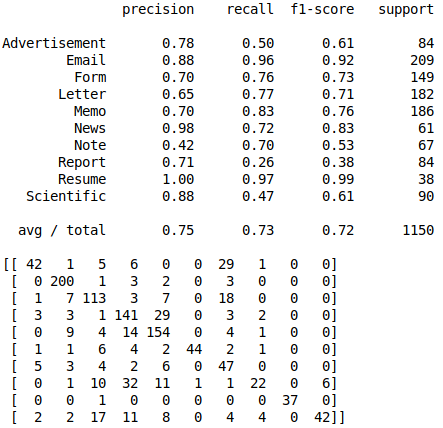 precision recall f1-score support
Advertisement 0.78 0.50 0.61 84
Email 0.88 0.96 0.92 209
Form 0.70 0.76 0.73 149
Letter 0.65 0.77 0.71 182
Memo 0.70 0.83 0.76 186
News 0.98 0.72 0.83 61
Note 0.42 0.70 0.53 67
Report 0.71 0.26 0.38 84
Resume 1.00 0.97 0.99 38
Scientific 0.88 0.47 0.61 90
avg / total 0.75 0.73 0.72 1150
[[ 42 1 5 6 0 0 29 1 0 0]
[ 0 200 1 3 2 0 3 0 0 0]
[ 1 7 113 3 7 0 18 0 0 0]
[ 3 3 1 141 29 0 3 2 0 0]
[ 0 9 4 14 154 0 4 1 0 0]
[ 1 1 6 4 2 44 2 1 0 0]
[ 5 3 4 2 6 0 47 0 0 0]
[ 0 1 10 32 11 1 1 22 0 6]
[ 0 0 1 0 0 0 0 0 37 0]
[ 2 2 17 11 8 0 4 4 0 42]]